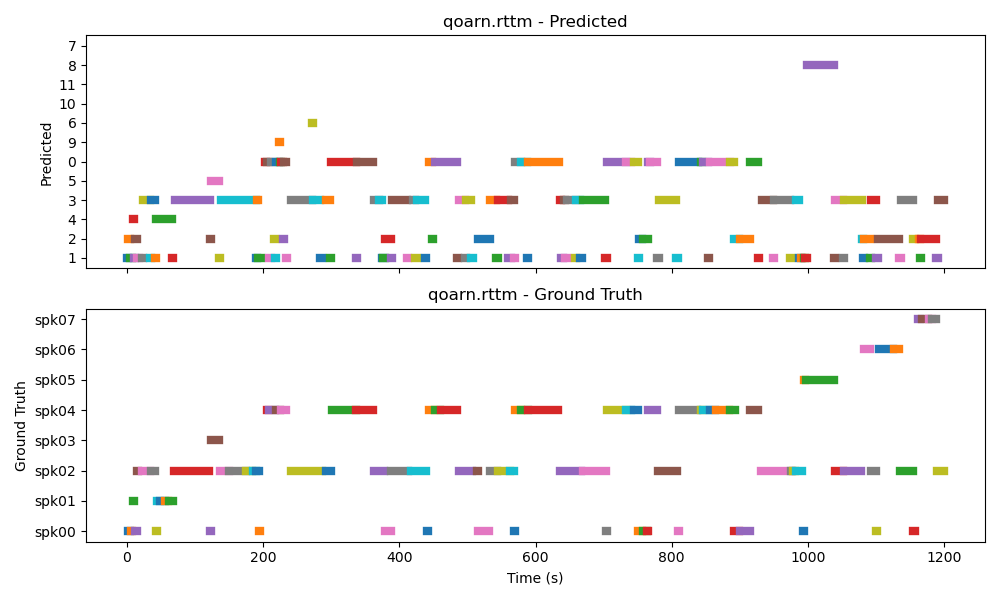 qoarn.rttm - Predicted
7
8
11
10
6
9
0
5
3
4
2
1
Predicted
qoarn.rttm - Ground Truth
spk07
spk06
spk05
spk04
spk03
spk02
spk01
spk00
Ground Truth
0 200 400 600 800 1000 1200
Time (s)